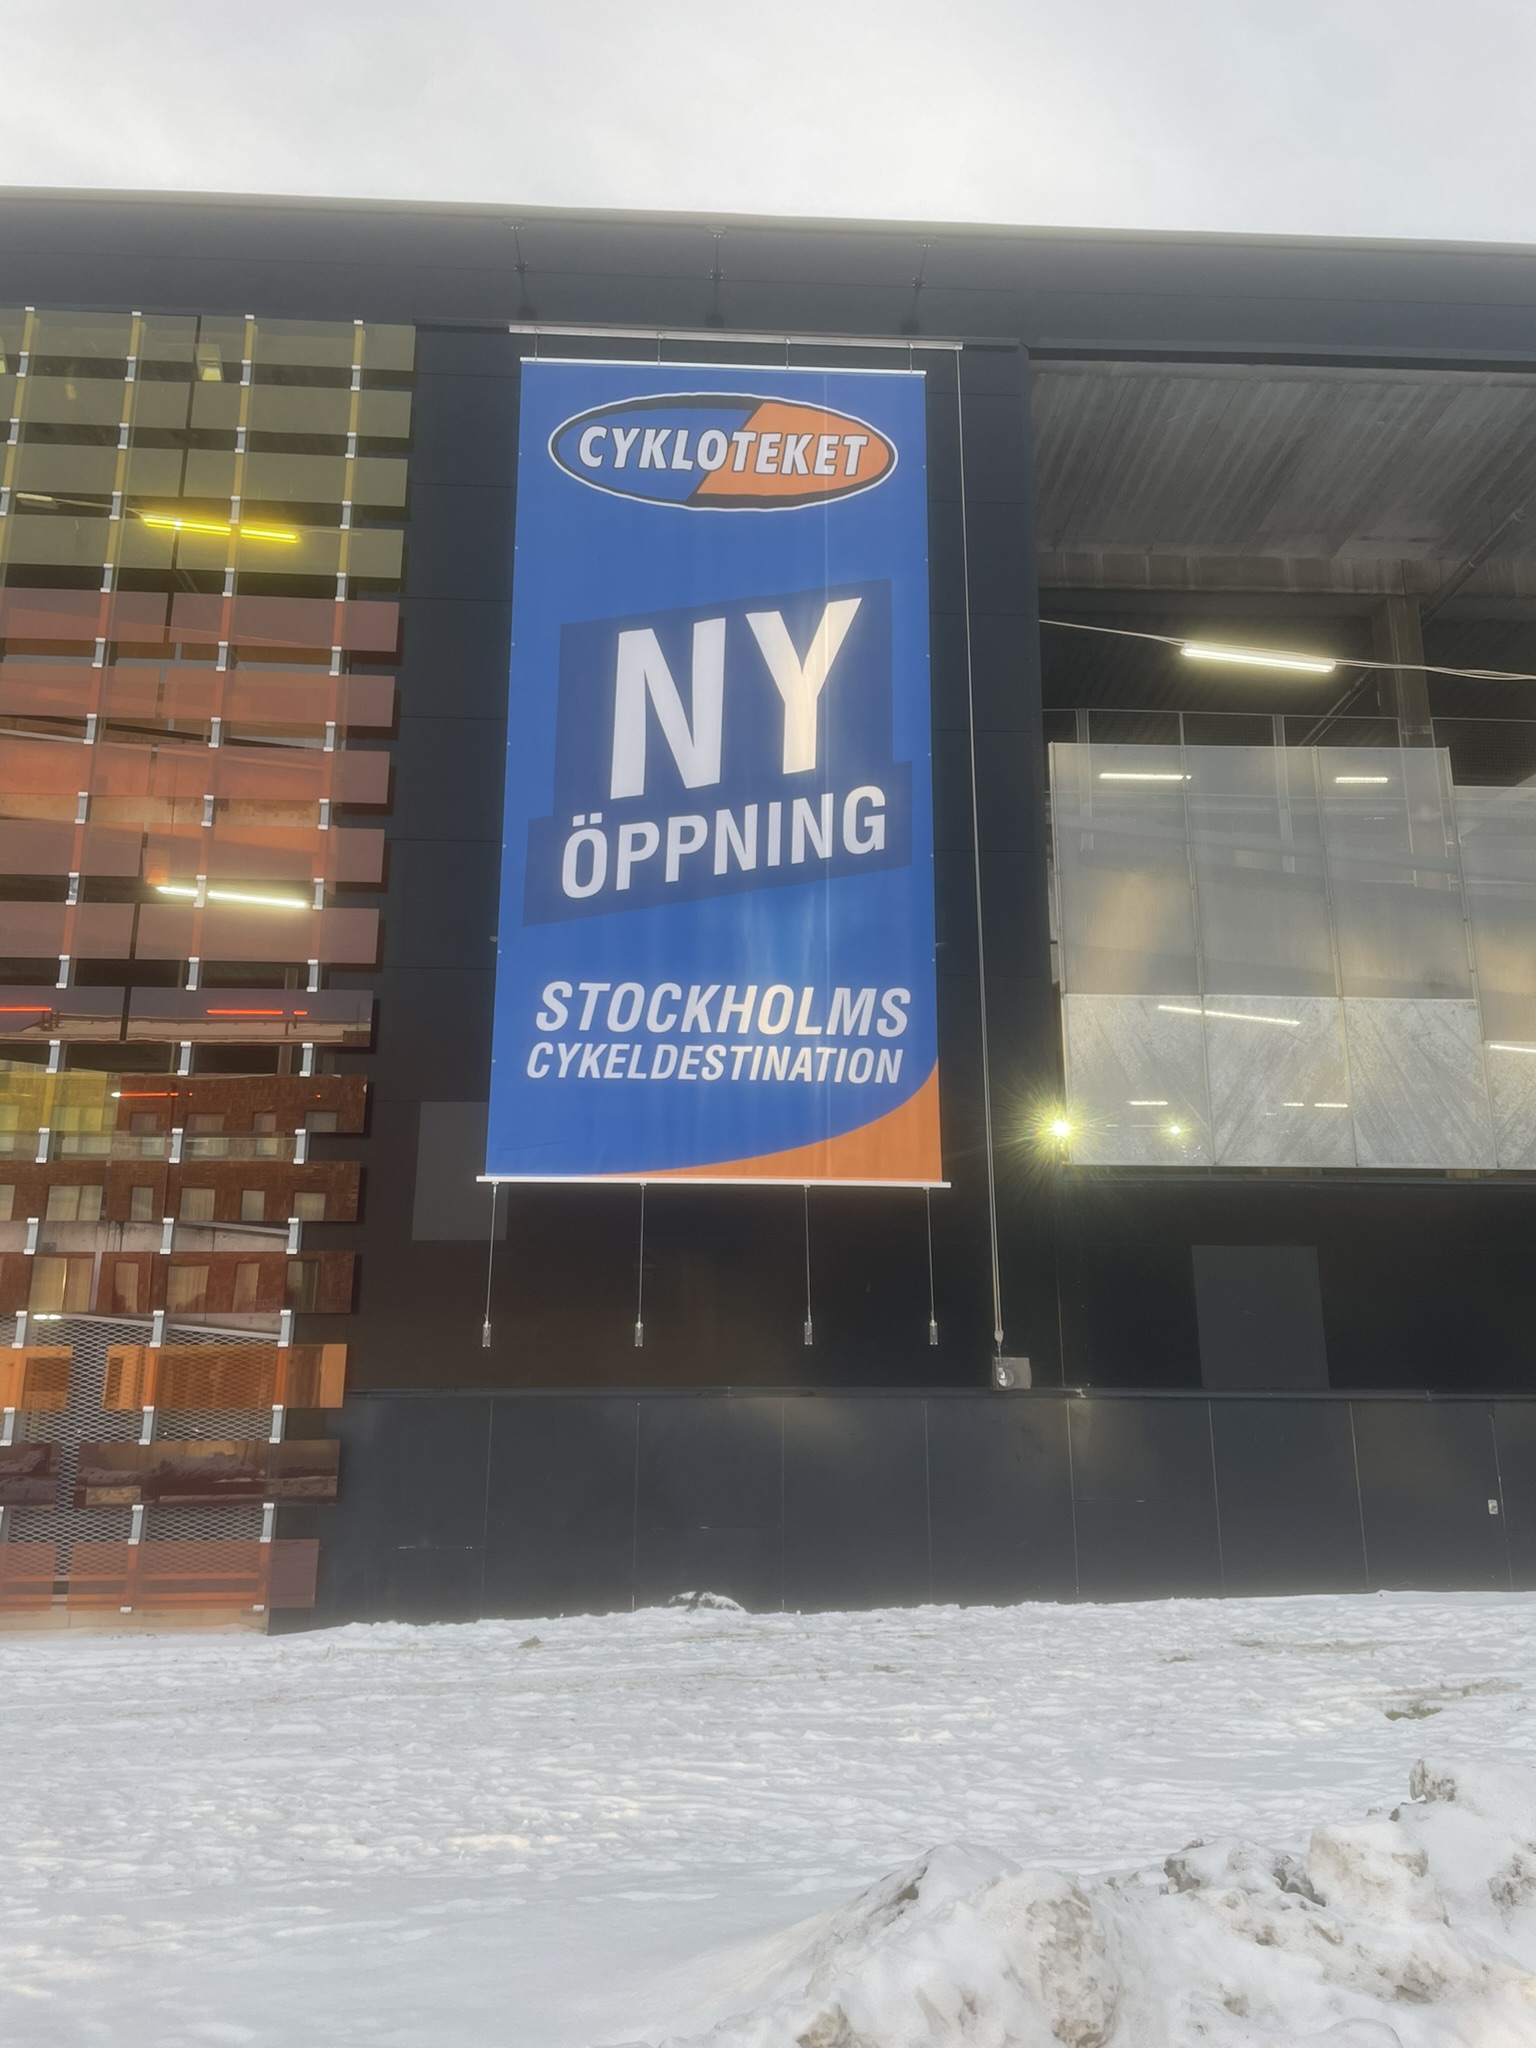 CYKLOTEKET
NY
ÖPPNING
STOCKHOLMS
CYKELDESTINATION